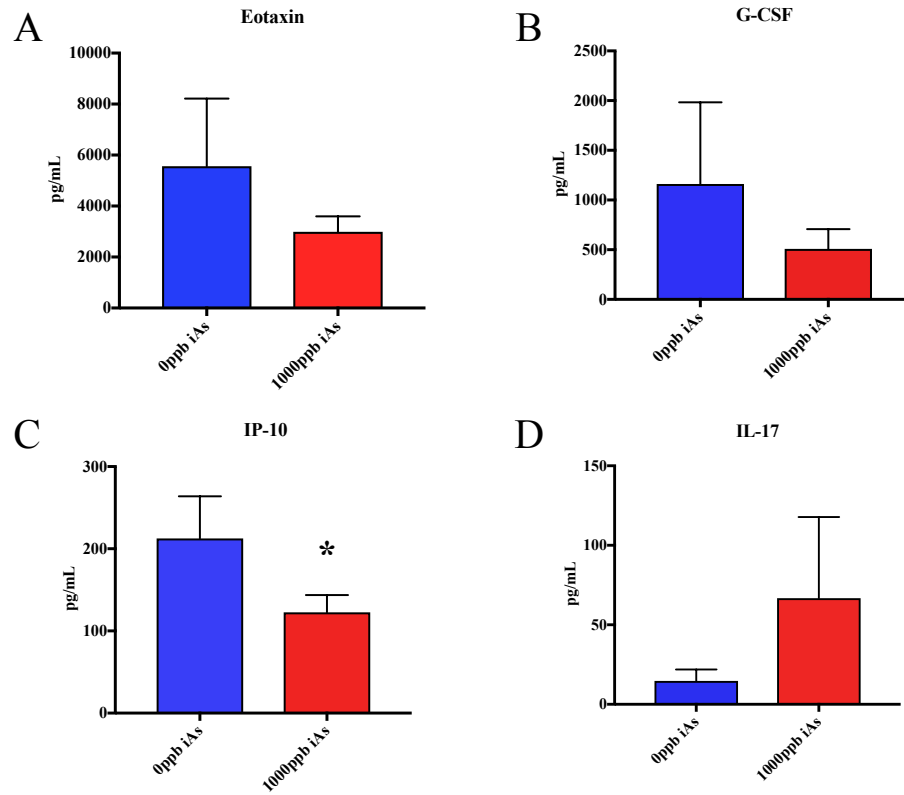 A
Eotaxin
10000
8000
6000
4000
2000
0
pg/mL
0ppb iAs
1000ppb iAs
B
G-CSF
2500
2000
1500
1000
500
0
pg/mL
0ppb iAs
1000ppb iAs
C
IP-10
300
200
100
0
pg/mL
*
0ppb iAs
1000ppb iAs
D
IL-17
150
100
50
0
pg/mL
0ppb iAs
1000ppb iAs